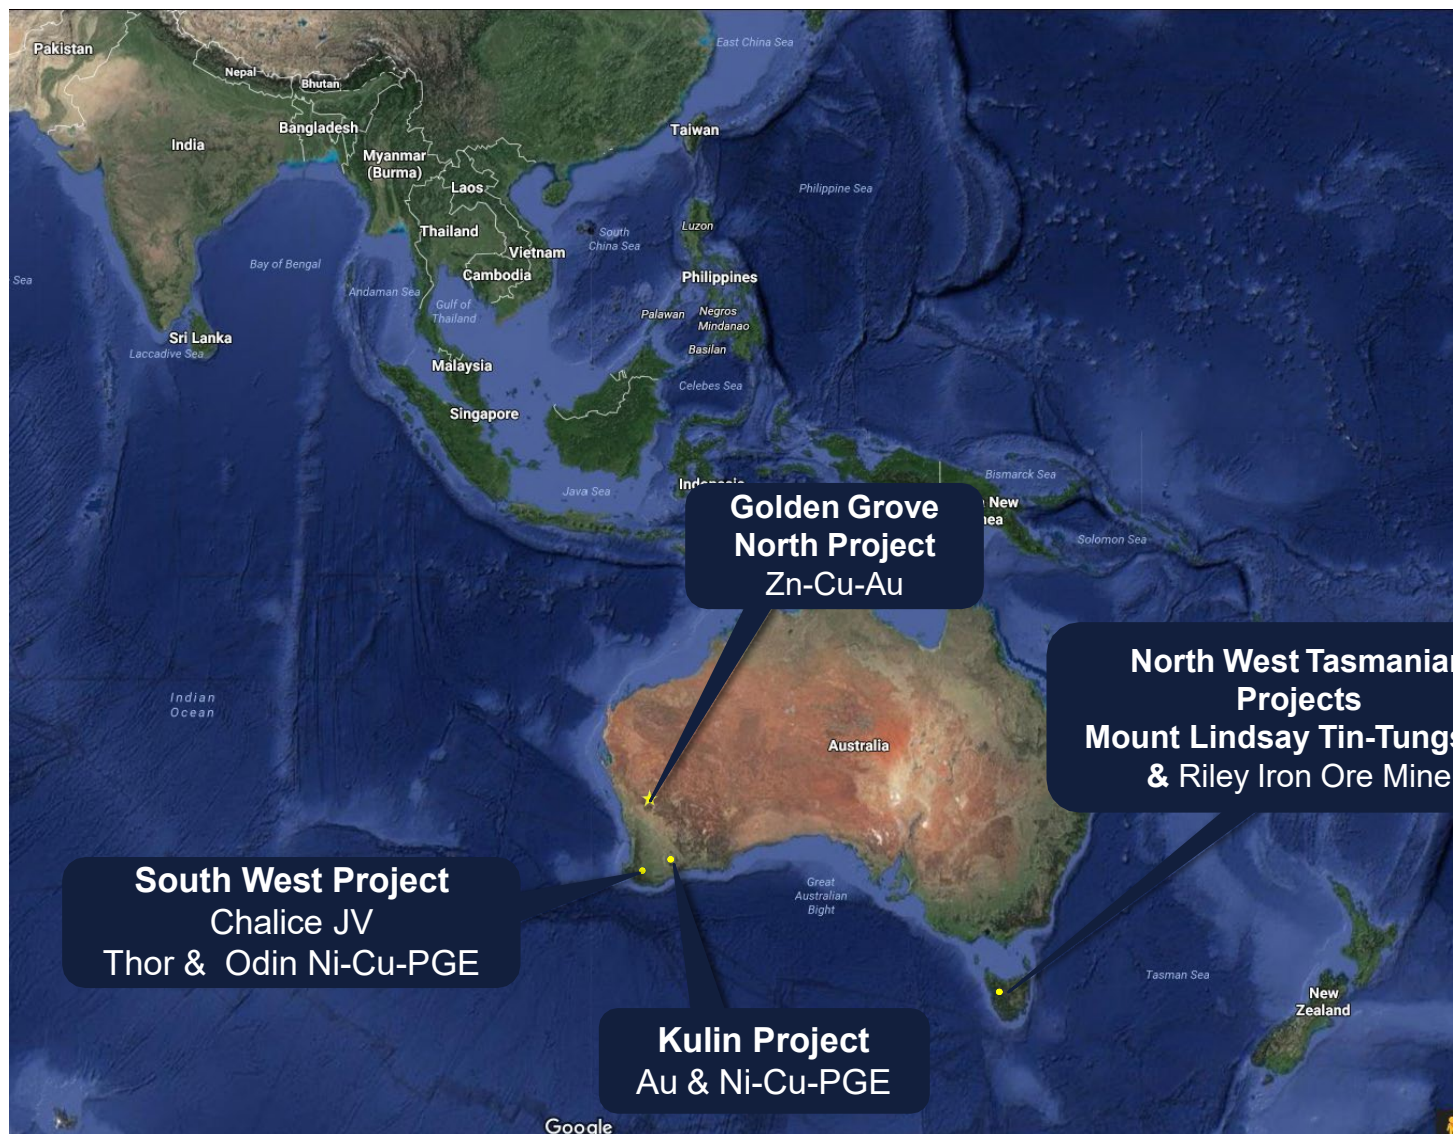 East China Sea
Pakistan
Nepal
Bhutan
Bangladesh
India
Taiwan
Myanmar
(Burma)
Laos
Philippine Sea
Thailand
Luzon
South
China Sea
Vietnam
Bay of Bengal
Cambodia
Philippines
Sea
Andaman Sea
Gulf of
Thailand
Palawan
Negros
Mindanao
Sri Lanka
Laccadive Sea
Basilan
Malaysia
Celebes Sea
Singapore
Bismarck Sea
Java Sea
New
Solomon Sea
Golden Grove
North Project
Zn-Cu-Au
North West Tasmanian
Projects
Mount Lindsay Tin-Tungs
& Riley Iron Ore Mine
Indian
Ocean
Australia
South West Project
Chalice JV
Thor & Odin Ni-Cu-PGE
Great
Australian
Bight
Tasman Sea
New
Zealand
Kulin Project
Au & Ni-Cu-PGE
Google